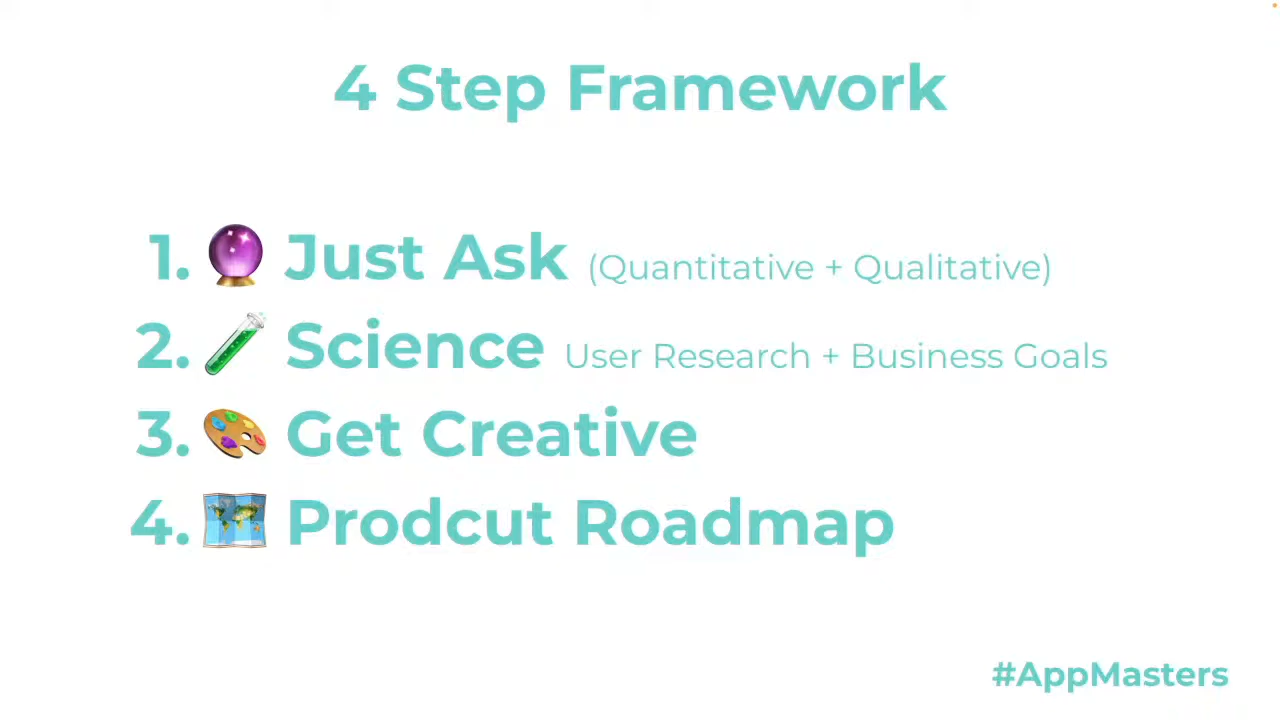 4 Step Framework
1. Just Ask (Quantitative + Qualitative)
2. Science User Research + Business Goals
3. Get Creative
4. Prodcut Roadmap
#AppMasters